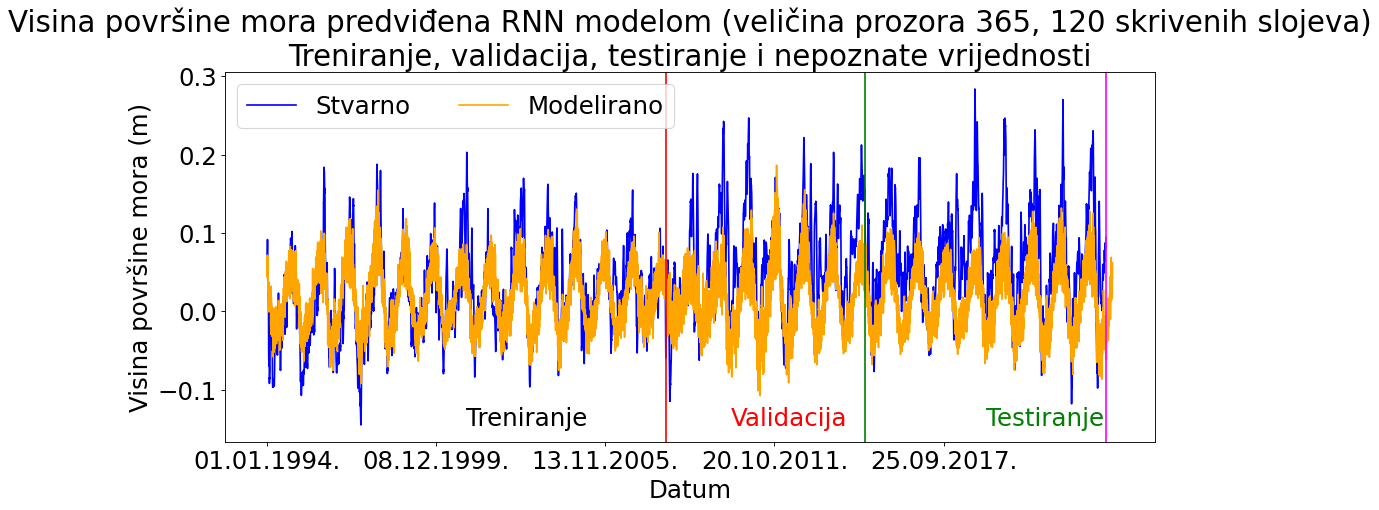 Visina površine mora predviđena RNN modelom (veličina prozora 365, 120 skrivenih slojeva)
Treniranje, validacija, testiranje i nepoznate vrijednosti
Stvarno
Modelirano
Visina površine mora (m)
0.3
0.2
0.1
0.0
−0.1
Treniranje
Validacija
Testiranje
01.01.1994.
08.12.1999.
13.11.2005.
20.10.2011.
25.09.2017.
Datum